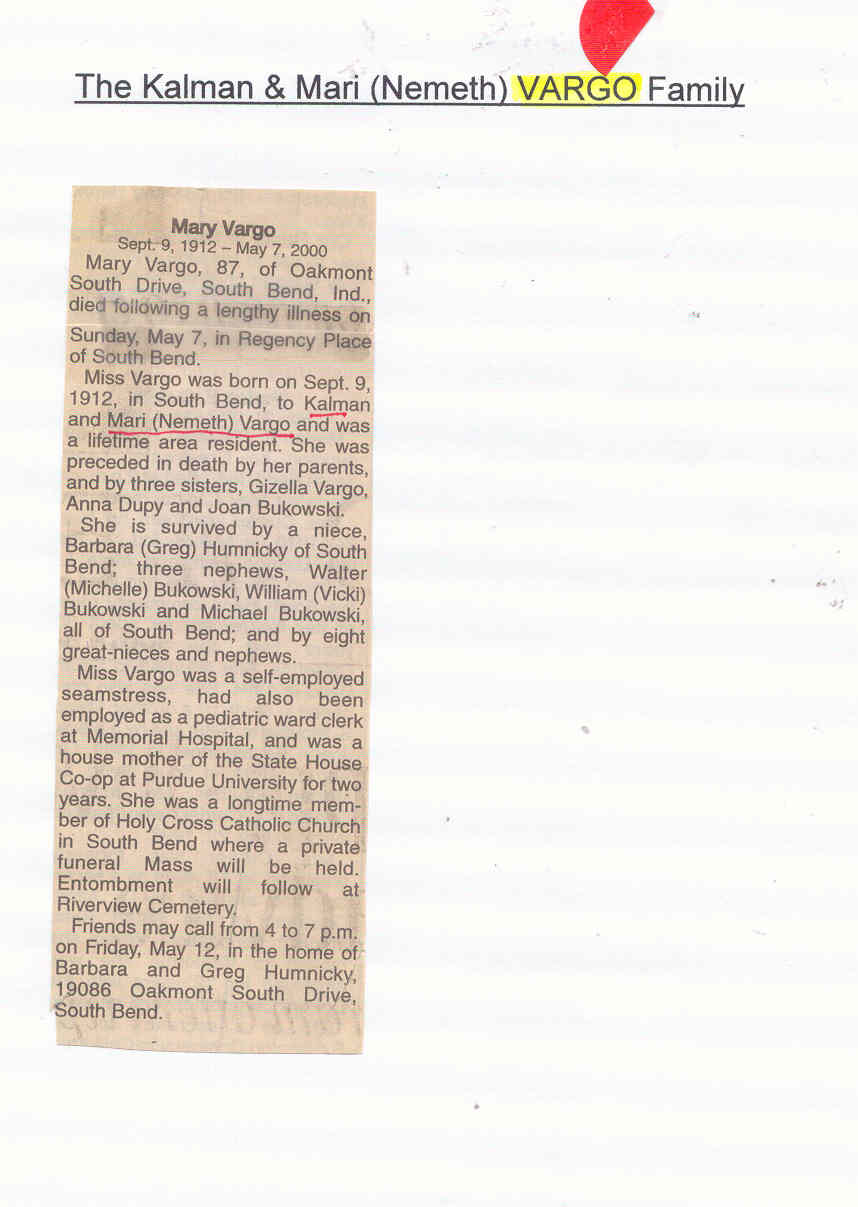 The Kalman & Mari (Nemeth) VARGO Family
Mary Vargo
Sept. 9, 1912 – May 7, 2000
Mary Vargo, 87, of Oakmont
South Drive, South Bend, Ind.,
died following a lengthy illness on
Sunday, May 7, in Regency Place
of South Bend.
Miss Vargo was born on Sept. 9,
1912, in South Bend, to Kalman
and Mari (Nemeth) Vargo and was
a lifetime area resident. She was
preceded in death by her parents,
and by three sisters, Gizella Vargo,
Anna Dupy and Joan Bukowski.
She is survived by a niece,
Barbara (Greg) Humnicky of South
Bend; three nephews, Walter
(Michelle) Bukowski, William (Vicki)
Bukowski and Michael Bukowski,
all of South Bend; and by eight
great-nieces and nephews.
Miss Vargo was a self-employed
seamstress, had also been
employed as a pediatric ward clerk
at Memorial Hospital, and was a
house mother of the State House
Co-op at Purdue University for two
years. She was a longtime mem-
ber of Holy Cross Catholic Church
in South Bend where a private
funeral Mass will be held.
Entombment will follow at
Riverview Cemetery.
Friends may call from 4 to 7 p.m.
on Friday, May 12, in the home of
Barbara and Greg Humnicky,
19086 Oakmont South Drive,
South Bend.